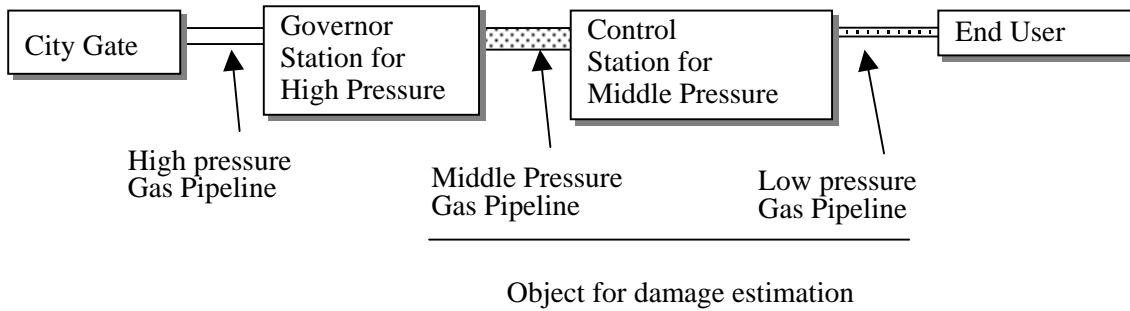 City Gate
Governor
Station for
High Pressure
Control
Station for
Middle Pressure
End User
High pressure
Gas Pipeline
Middle Pressure
Gas Pipeline
Low pressure
Gas Pipeline
Object for damage estimation